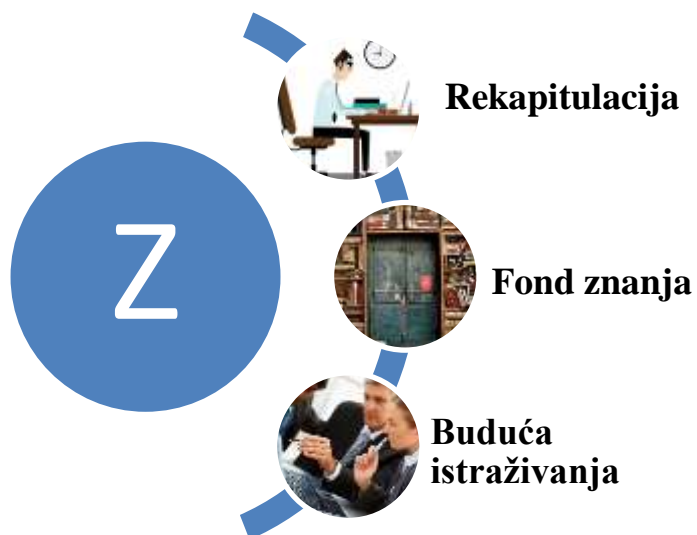 Z
Rekapitulacija
Fond znanja
Buduća
istraživanja